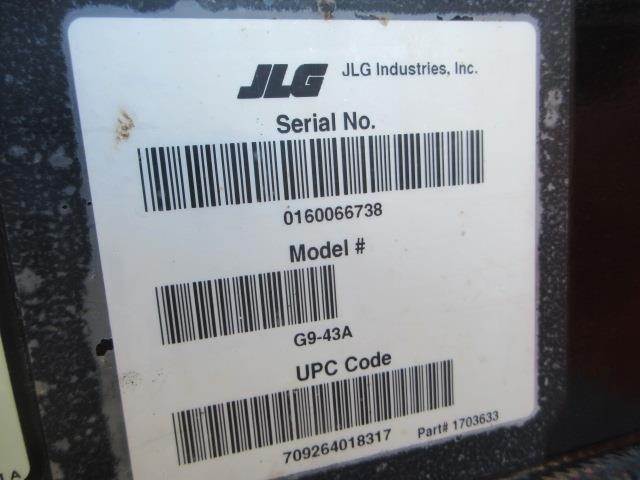 JLG JLG Industries, Inc.
Serial No.
0160066738
Model #
G9-43A
UPC Code
709264018317 Part# 1703633